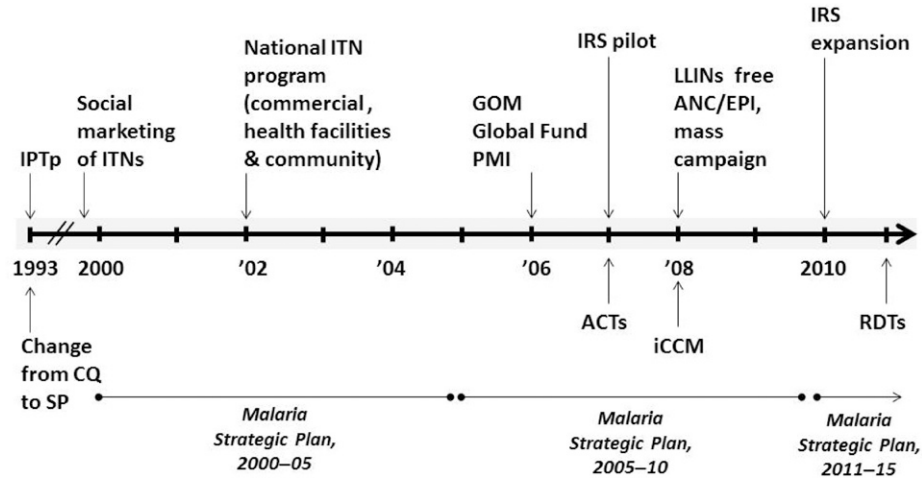 IPTp
Social
marketing
of ITNs
National ITN
program
(commercial,
health facilities
& community)
GOM
Global Fund
PMI
IRS pilot
LLINs free
ANC/EPI,
mass
campaign
IRS
expansion
1993
2000
’02
’04
’06
’08
2010
Change
from CQ
to SP
ACTs
iCCM
RDTs
Malaria
Strategic Plan,
2000–05
Malaria
Strategic Plan,
2005–10
Malaria
Strategic Plan,
2011–15